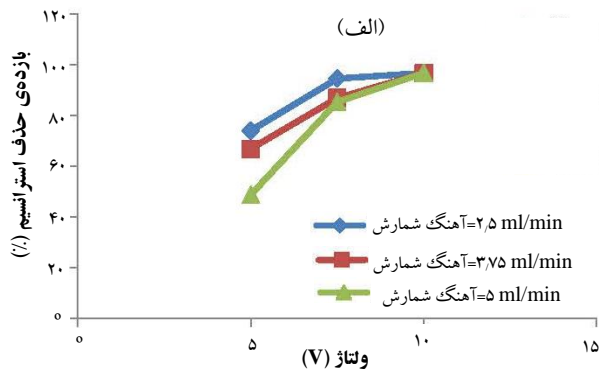 (الف)
بازده‌ی حذف استرانسیم (٪)
۱۲۰
۱۰۰
۸۰
۶۰
۴۰
۲۰
۰
۰
۵
۱۰
۱۵
ولتاژ (V)
آهنگ شمارش=۲٫۵ ml/min
آهنگ شمارش=۳٫۷۵ ml/min
آهنگ شمارش=۵ ml/min